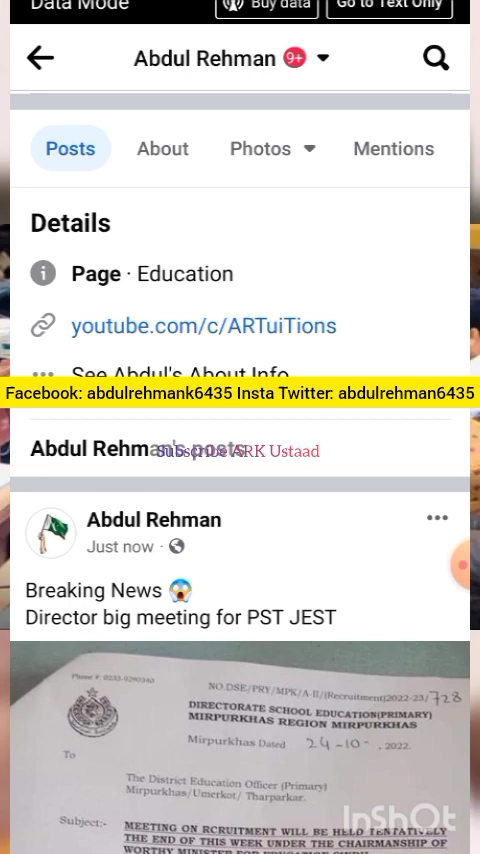 Data Mode
Buy data
Go to Text Only
Abdul Rehman 9+
Posts About Photos Mentions
Details
Page · Education
youtube.com/c/ARTuiTions
See Abdul's About Info
Facebook: abdulrehmank6435 Insta Twitter: abdulrehman6435
Abdul Rehman's posts
Subscribe ARK Ustaad
Abdul Rehman
Just now ·
Breaking News 😱
Director big meeting for PST JEST
Phone #: 0233-9290340
NO.DSE/PRY/MPK/A-II/(Recruitment)2022-23/728
DIRECTORATE SCHOOL EDUCATION(PRIMARY)
MIRPURKHAS REGION MIRPURKHAS
Mirpurkhas Dated 24-10- , 2022.
To
The District Education Officer (Primary)
Mirpurkhas/Umerkot/ Tharparkar.
Subject:- MEETING ON RCRUITMENT WILL BE HELD TENTATIVELY
THE END OF THIS WEEK UNDER THE CHAIRMANSHIP OF
WORTHY MINISTER FOR EDUCATION
InShOt